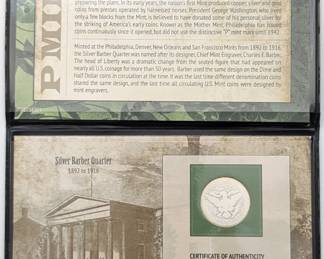 preparing the plans. In its early years, the nation's first Mint produced copper, silver and gold
coins from presses operated by harnessed horses. President George Washington, who lived
only a few blocks from the Mint, is believed to have donated some of his personal silver for
the striking of America's early coins. Known as the Mother Mint, Philadelphia has issued
coins continuously since it opened, but did not use the distinctive "P" mint mark until 1942.
Minted at the Philadelphia, Denver, New Orleans and San Francisco Mints from 1892 to 1916,
the Silver Barber Quarter was named after its designer, Chief Mint Engraver, Charles E. Barber.
The head of Liberty was a dramatic change from the seated figure that had appeared on
nearly all U.S. coinage for more than 50 years. Barber used the same design on the Dime and
Half Dollar coins in circulation at the time. It was the last time different denomination coins
shared the same design, and the last time all circulating U.S. Mint coins were designed by
mint engravers.
P MI
Silver Barber Quarter
1892 to 1916
CERTIFICATE OF AUTHENTICITY